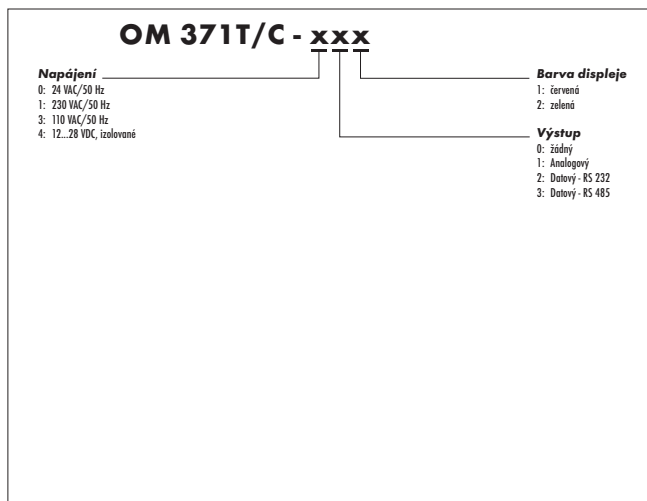 OM 371T/C - xxx
Napájení
0: 24 VAC/50 Hz
1: 230 VAC/50 Hz
3: 110 VAC/50 Hz
4: 12...28 VDC, izolované
Barva displeje
1: červená
2: zelená
Výstup
0: žádný
1: Analogový
2: Datový - RS 232
3: Datový - RS 485